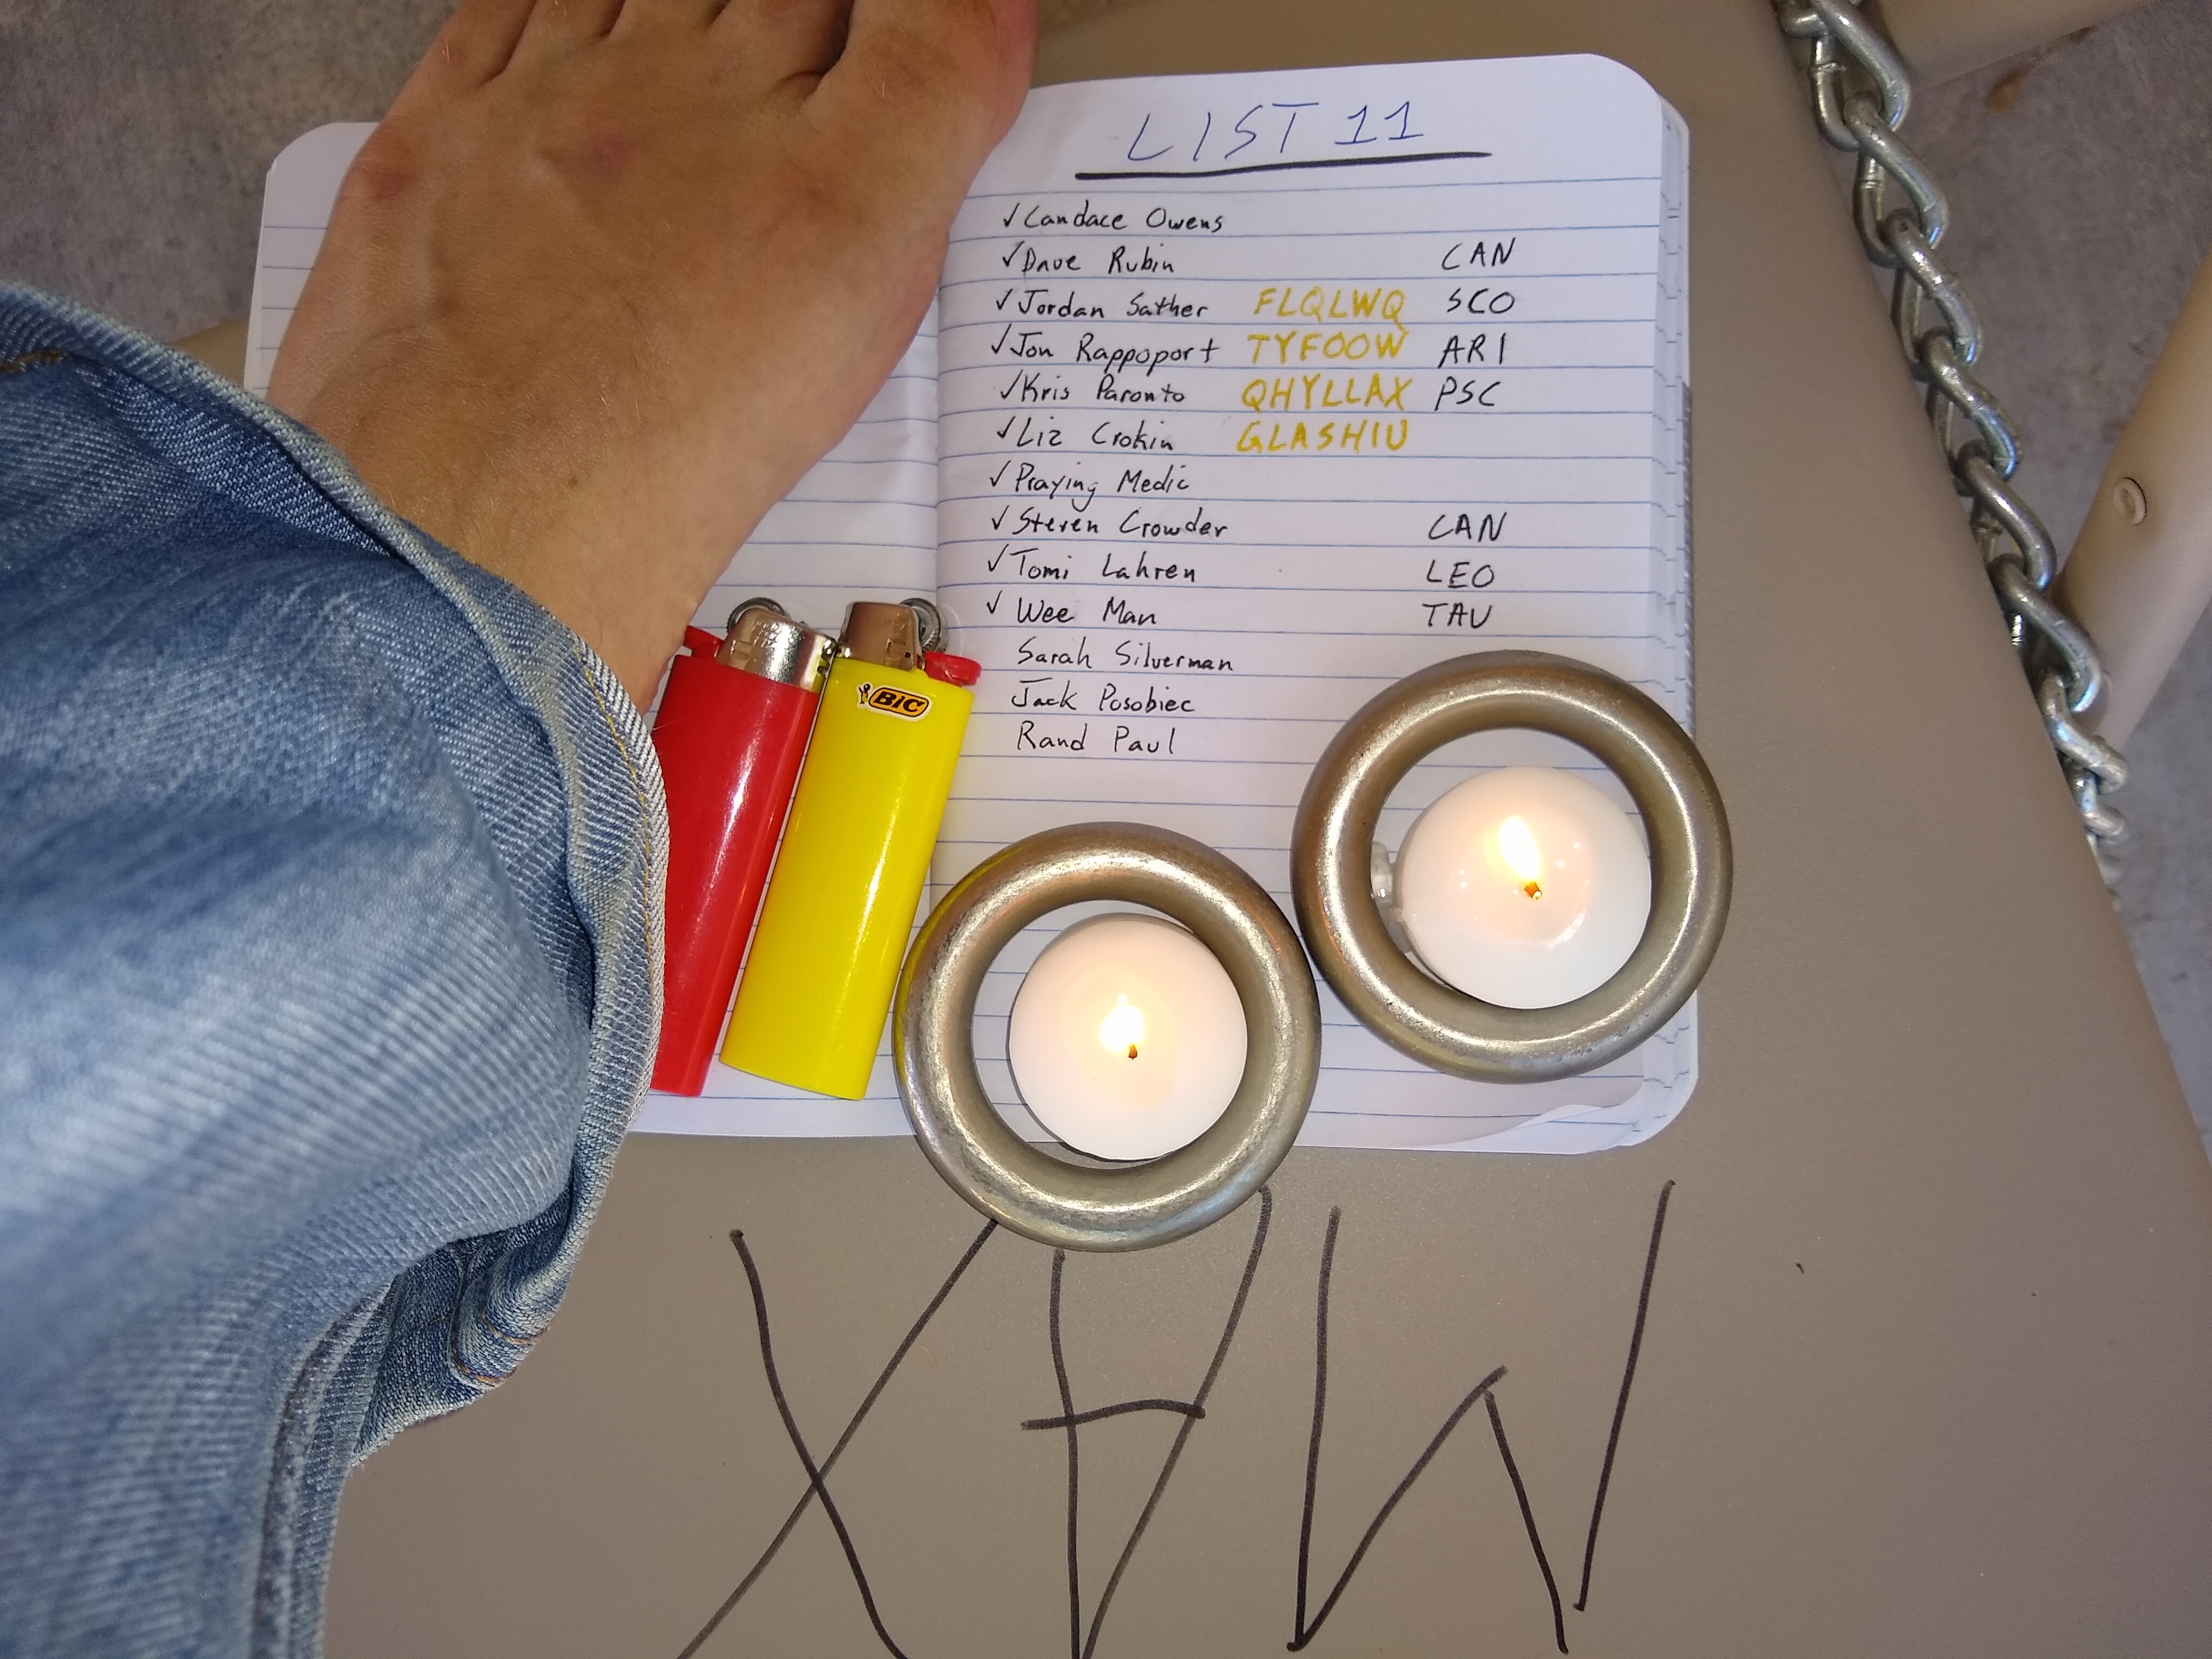 LIST 11
✓Candace Owens
✓Dave Rubin CAN
✓Jordan Sather FLQLWQ SCO
✓Jon Rappoport TYFOOW ARI
✓Kris Paronto QHYLLAX PSC
✓Liz Crokin GLASHIU
✓Praying Medic
✓Steven Crowder CAN
✓Tomi Lahren LEO
✓Wee Man TAU
Sarah Silverman
Jack Posobiec
Rand Paul
BIC
MAX